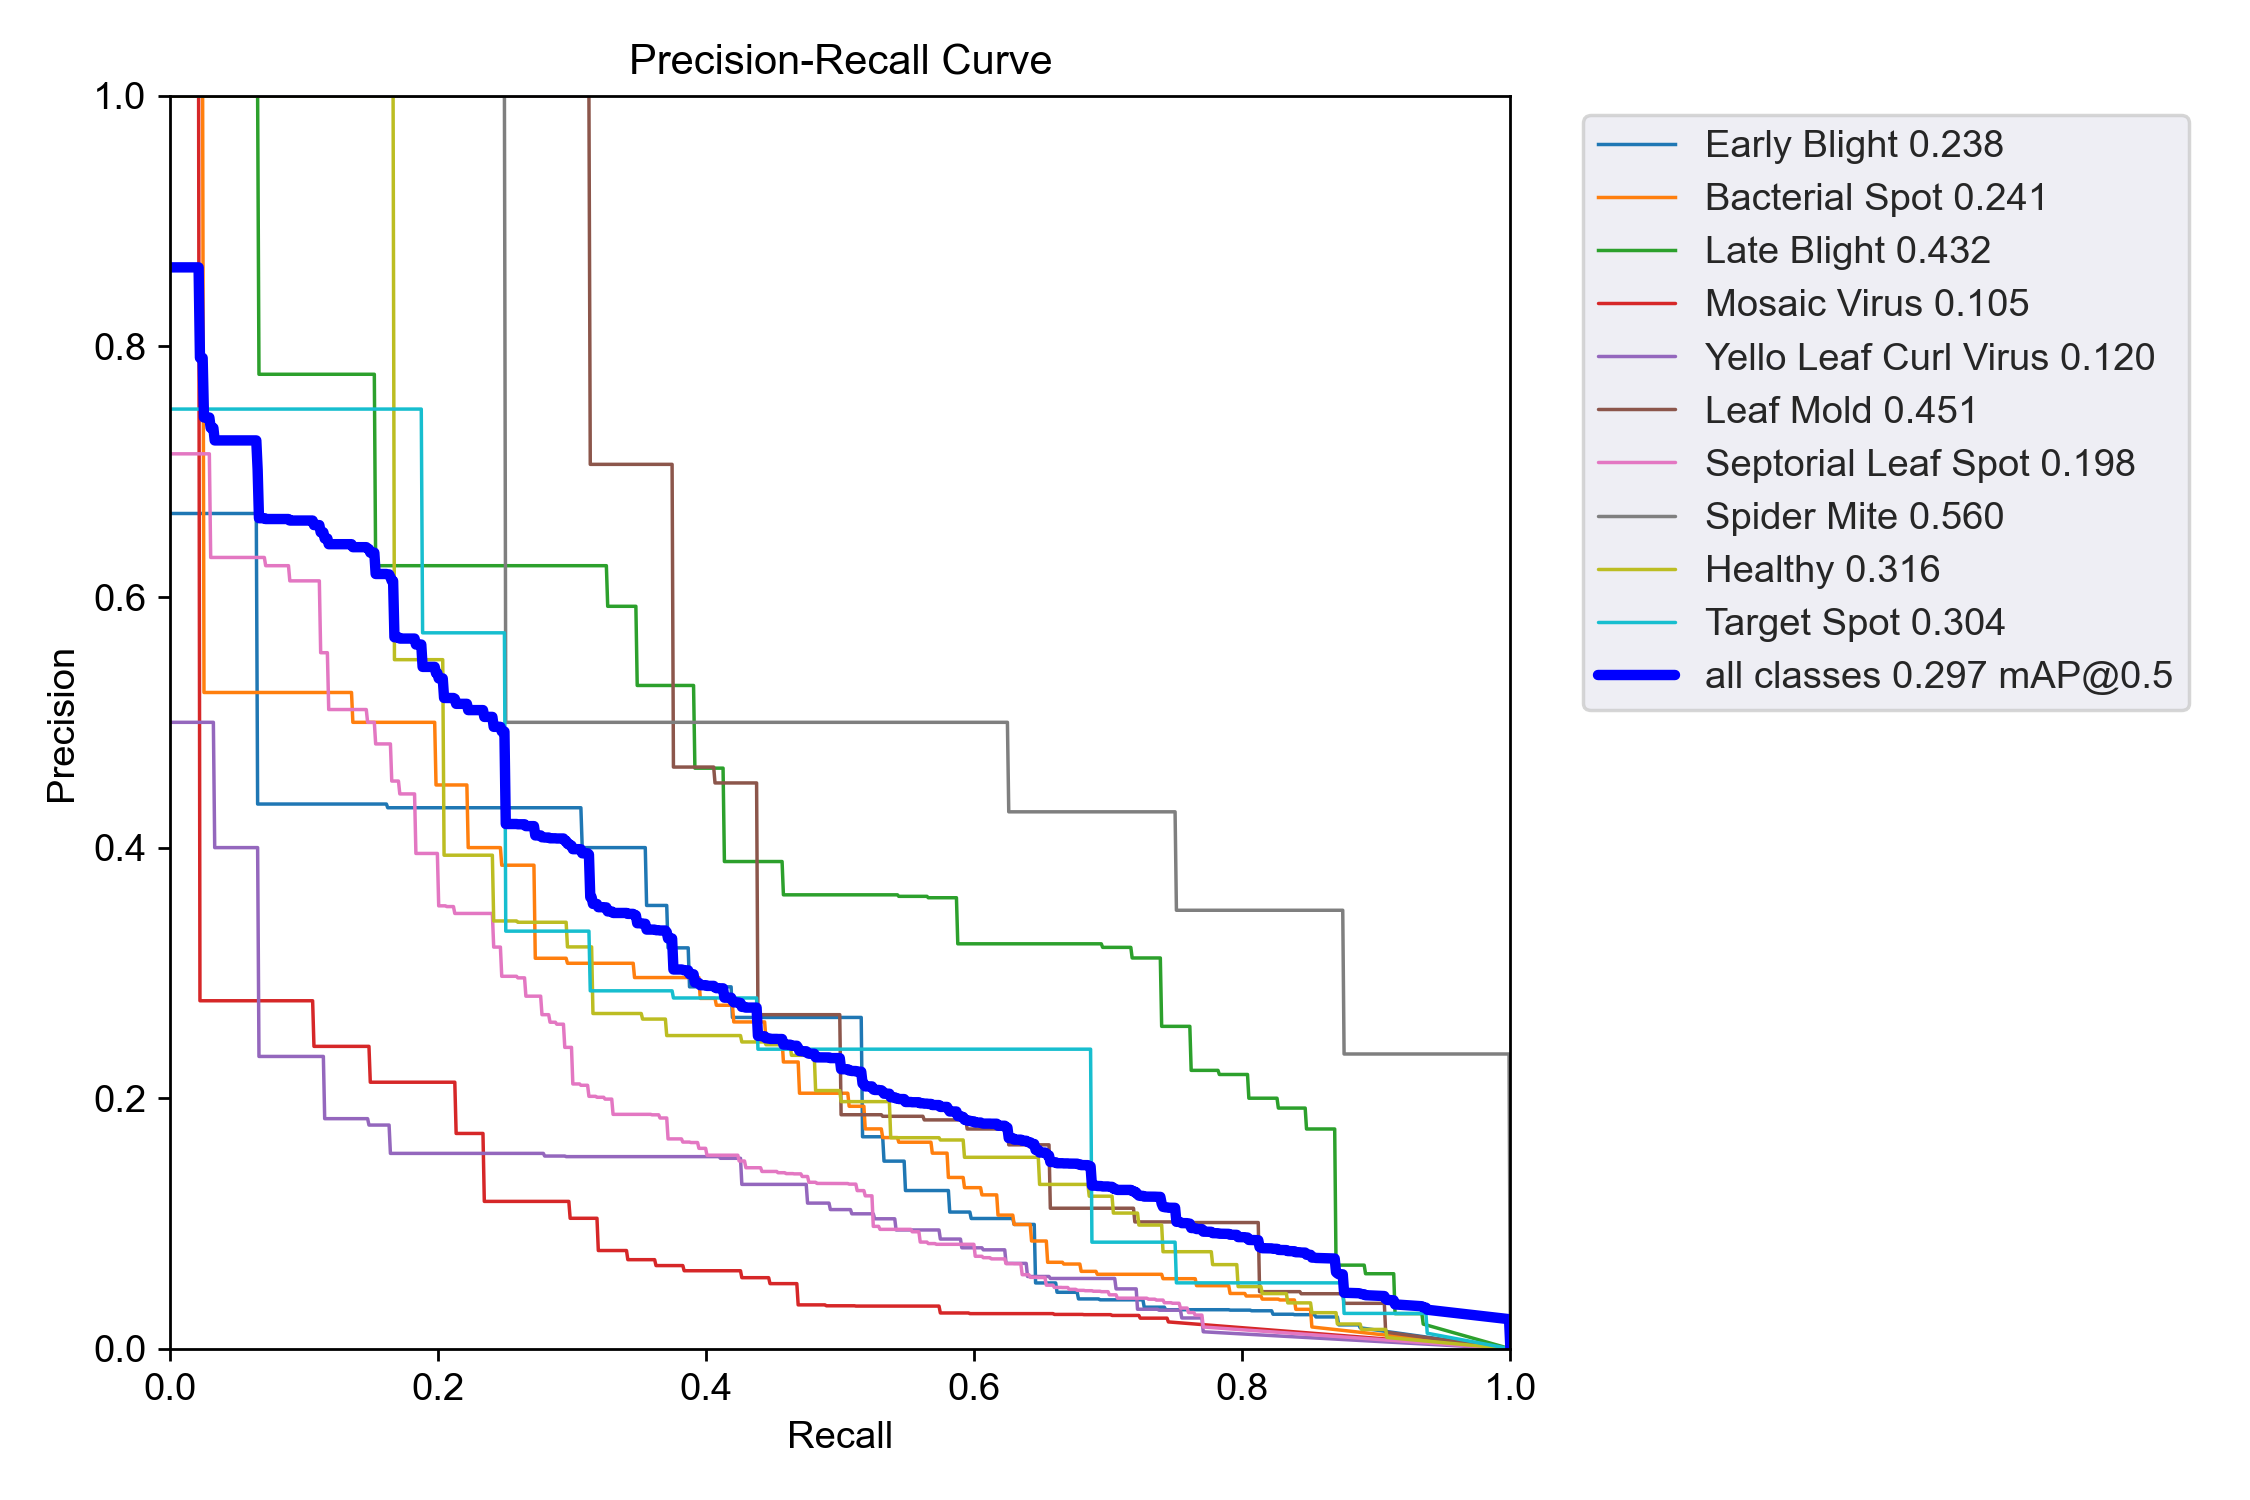 Precision-Recall Curve
1.0
0.8
0.6
0.4
0.2
0.0
Precision
0.0 0.2 0.4 0.6 0.8 1.0
Recall
Early Blight 0.238
Bacterial Spot 0.241
Late Blight 0.432
Mosaic Virus 0.105
Yello Leaf Curl Virus 0.120
Leaf Mold 0.451
Septorial Leaf Spot 0.198
Spider Mite 0.560
Healthy 0.316
Target Spot 0.304
all classes 0.297 mAP@0.5